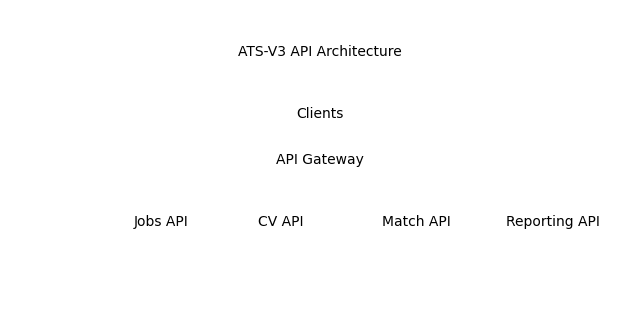 ATS-V3 API Architecture
Clients
API Gateway
Jobs API CV API Match API Reporting API